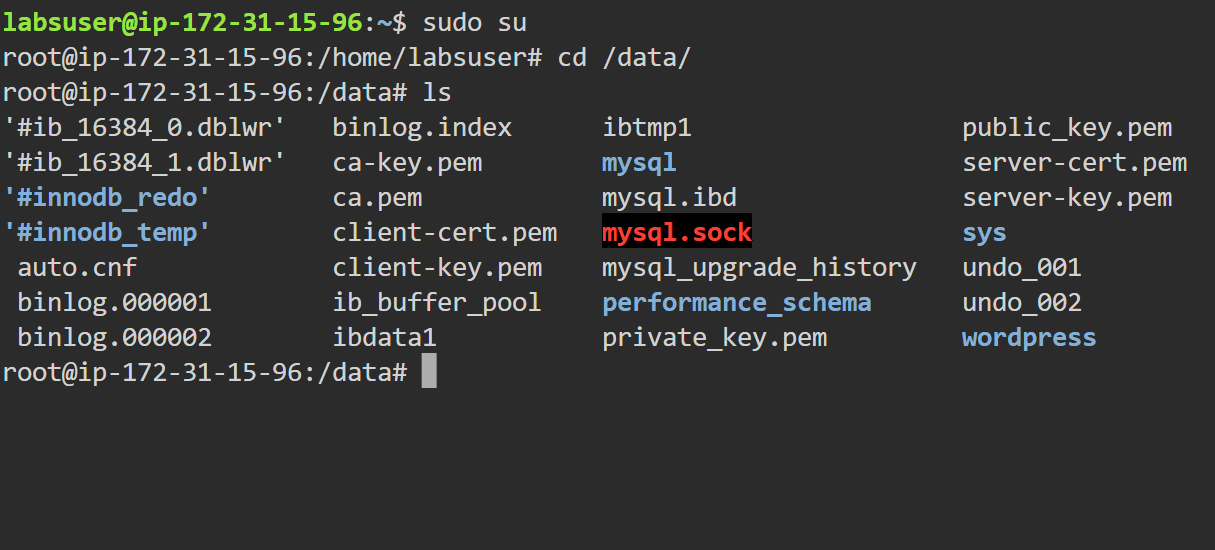 labsuser@ip-172-31-15-96:~$ sudo su
root@ip-172-31-15-96:/home/labsuser# cd /data/
root@ip-172-31-15-96:/data# ls
'#ib_16384_0.dblwr'   binlog.index      ibtmp1                  public_key.pem
'#ib_16384_1.dblwr'   ca-key.pem        mysql                   server-cert.pem
'#innodb_redo'        ca.pem            mysql.ibd               server-key.pem
'#innodb_temp'        client-cert.pem   mysql.sock              sys
 auto.cnf             client-key.pem    mysql_upgrade_history   undo_001
 binlog.000001        ib_buffer_pool    performance_schema      undo_002
 binlog.000002        ibdata1           private_key.pem         wordpress
root@ip-172-31-15-96:/data#